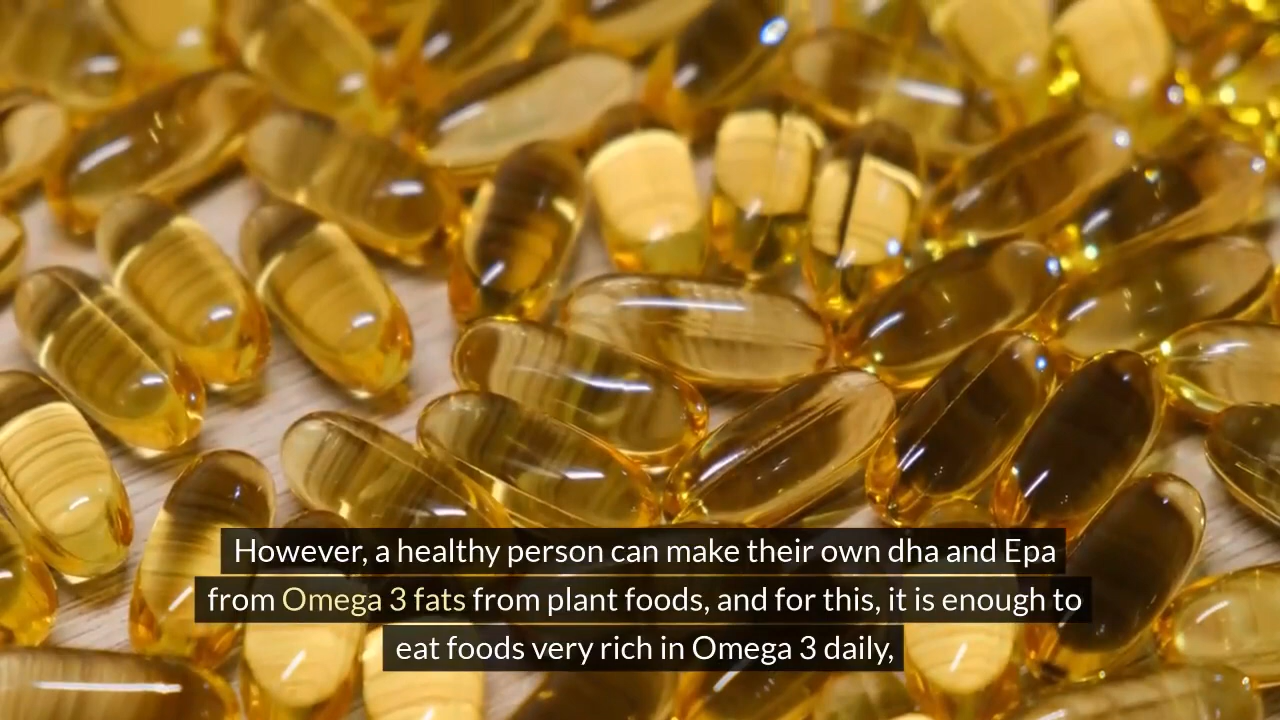 However, a healthy person can make their own dha and Epa
from Omega 3 fats from plant foods, and for this, it is enough to
eat foods very rich in Omega 3 daily,